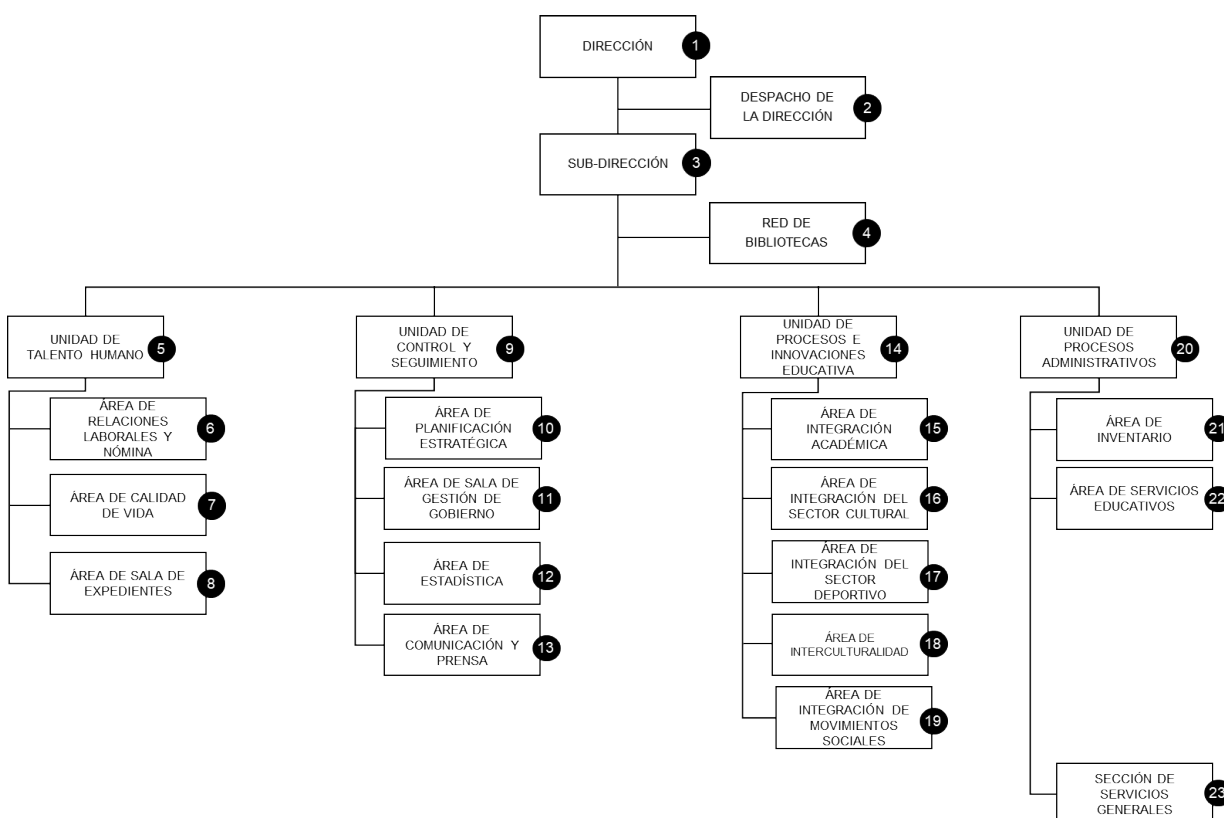 DIRECCIÓN
1
DESPACHO DE
LA DIRECCIÓN
2
SUB-DIRECCIÓN
3
RED DE
BIBLIOTECAS
4
UNIDAD DE
TALENTO HUMANO
5
ÁREA DE
RELACIONES
LABORALES Y
NÓMINA
6
ÁREA DE CALIDAD
DE VIDA
7
ÁREA DE SALA DE
EXPEDIENTES
8
UNIDAD DE
CONTROL Y
SEGUIMIENTO
9
ÁREA DE
PLANIFICACIÓN
ESTRATÉGICA
10
ÁREA DE SALA DE
GESTIÓN DE
GOBIERNO
11
ÁREA DE
ESTADÍSTICA
12
ÁREA DE
COMUNICACIÓN Y
PRENSA
13
UNIDAD DE
PROCESOS E
INNOVACIONES
EDUCATIVA
14
ÁREA DE
INTEGRACIÓN
ACADÉMICA
15
ÁREA DE
INTEGRACIÓN DEL
SECTOR CULTURAL
16
ÁREA DE
INTEGRACIÓN DEL
SECTOR
DEPORTIVO
17
ÁREA DE
INTERCULTURALIDAD
18
ÁREA DE
INTEGRACIÓN DE
MOVIMIENTOS
SOCIALES
19
UNIDAD DE
PROCESOS
ADMINISTRATIVOS
20
ÁREA DE
INVENTARIO
21
ÁREA DE SERVICIOS
EDUCATIVOS
22
SECCIÓN DE
SERVICIOS
GENERALES
23